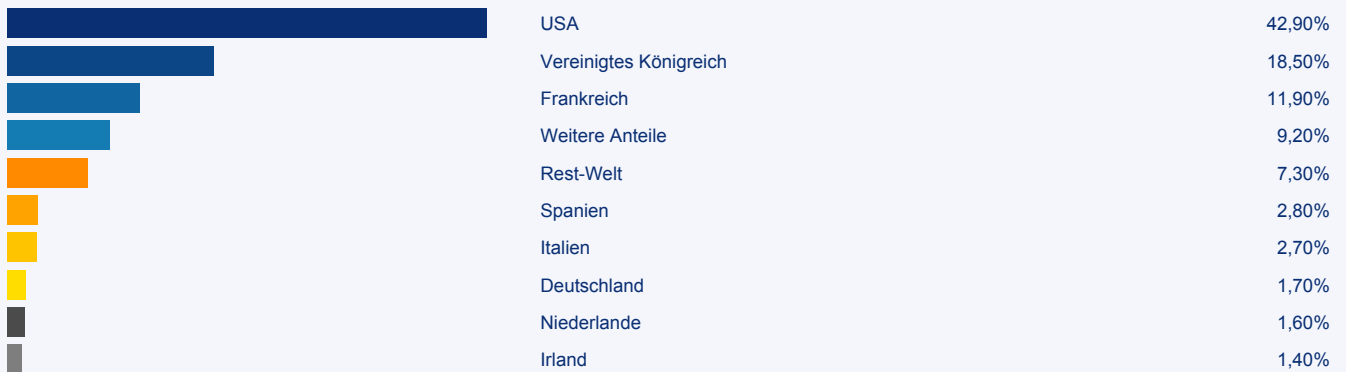 USA 42,90%
Vereinigtes Königreich 18,50%
Frankreich 11,90%
Weitere Anteile 9,20%
Rest-Welt 7,30%
Spanien 2,80%
Italien 2,70%
Deutschland 1,70%
Niederlande 1,60%
Irland 1,40%